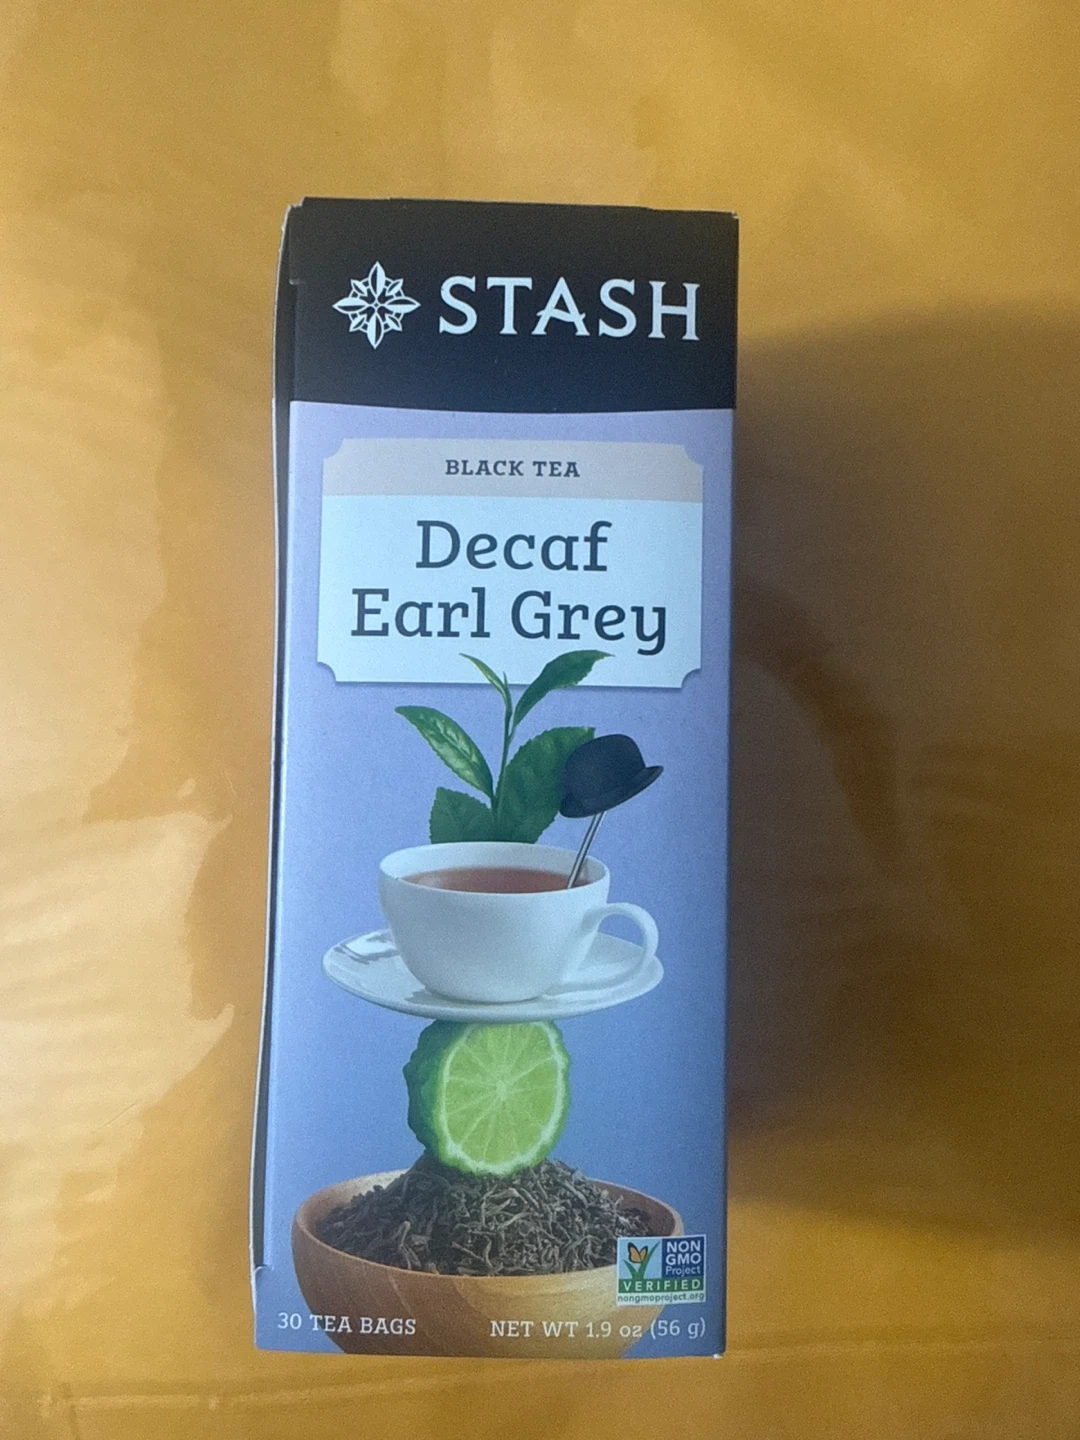 STASH
BLACK TEA
Decaf
Earl Grey
NON
GMO
Project
VERIFIED
nongmoproject.org
30 TEA BAGS
NET WT 1.9 oz (56 g)